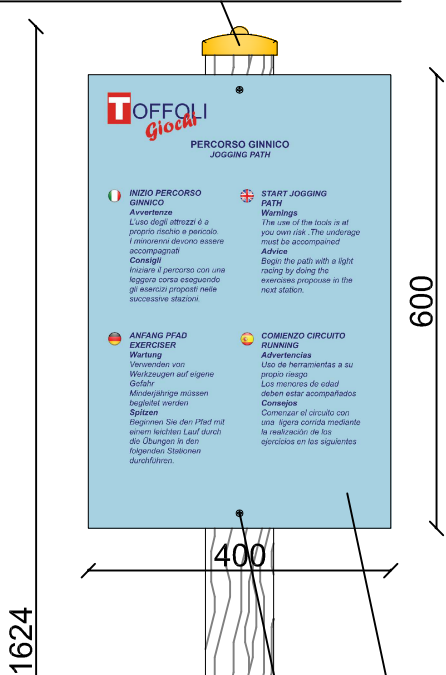 TOFFOLI
Giochi
PERCORSO GINNICO
JOGGING PATH
INIZIO PERCORSO
GINNICO
Avvertenze
L'uso degli attrezzi è a
proprio rischio e pericolo.
I minorenni devono essere
accompagnati
Consigli
Iniziare il percorso con una
leggera corsa eseguendo
gli esercizi proposti nelle
successive stazioni.
START JOGGING
PATH
Warnings
The use of the tools is at
you own risk .The underage
must be accompained
Advice
Begin the path with a light
racing by doing the
exercises propouse in the
next station.
ANFANG PFAD
EXERCISER
Wartung
Verwenden von
Werkzeugen auf eigene
Gefahr
Minderjährige müssen
begleitet werden
Spitzen
Beginnen Sie den Pfad mit
einem leichten Lauf durch
die Übungen in den
folgenden Stationen
durchführen.
COMIENZO CIRCUITO
RUNNING
Advertencias
Uso de herramientas a su
propio riesgo
Los menores de edad
deben estar acompañados
Consejos
Comenzar el circuito con
una ligera corrida mediante
la realización de los
ejercicios en las siguientes
600
400
1624